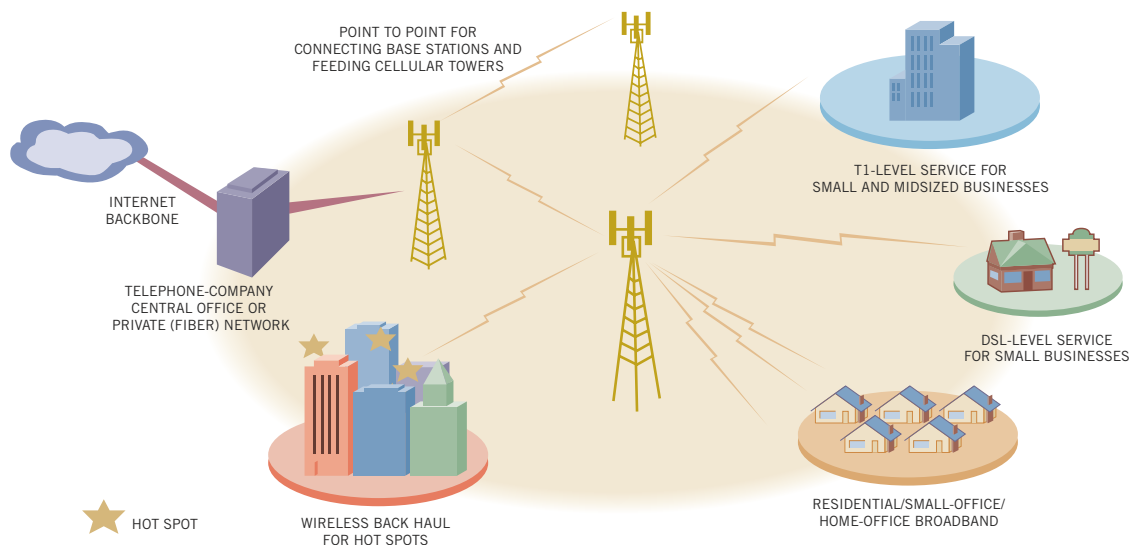 POINT TO POINT FOR
CONNECTING BASE STATIONS AND
FEEDING CELLULAR TOWERS
T1-LEVEL SERVICE FOR
SMALL AND MIDSIZED BUSINESSES
INTERNET
BACKBONE
TELEPHONE-COMPANY
CENTRAL OFFICE OR
PRIVATE (FIBER) NETWORK
DSL-LEVEL SERVICE
FOR SMALL BUSINESSES
RESIDENTIAL/SMALL-OFFICE/
HOME-OFFICE BROADBAND
HOT SPOT
WIRELESS BACK HAUL
FOR HOT SPOTS